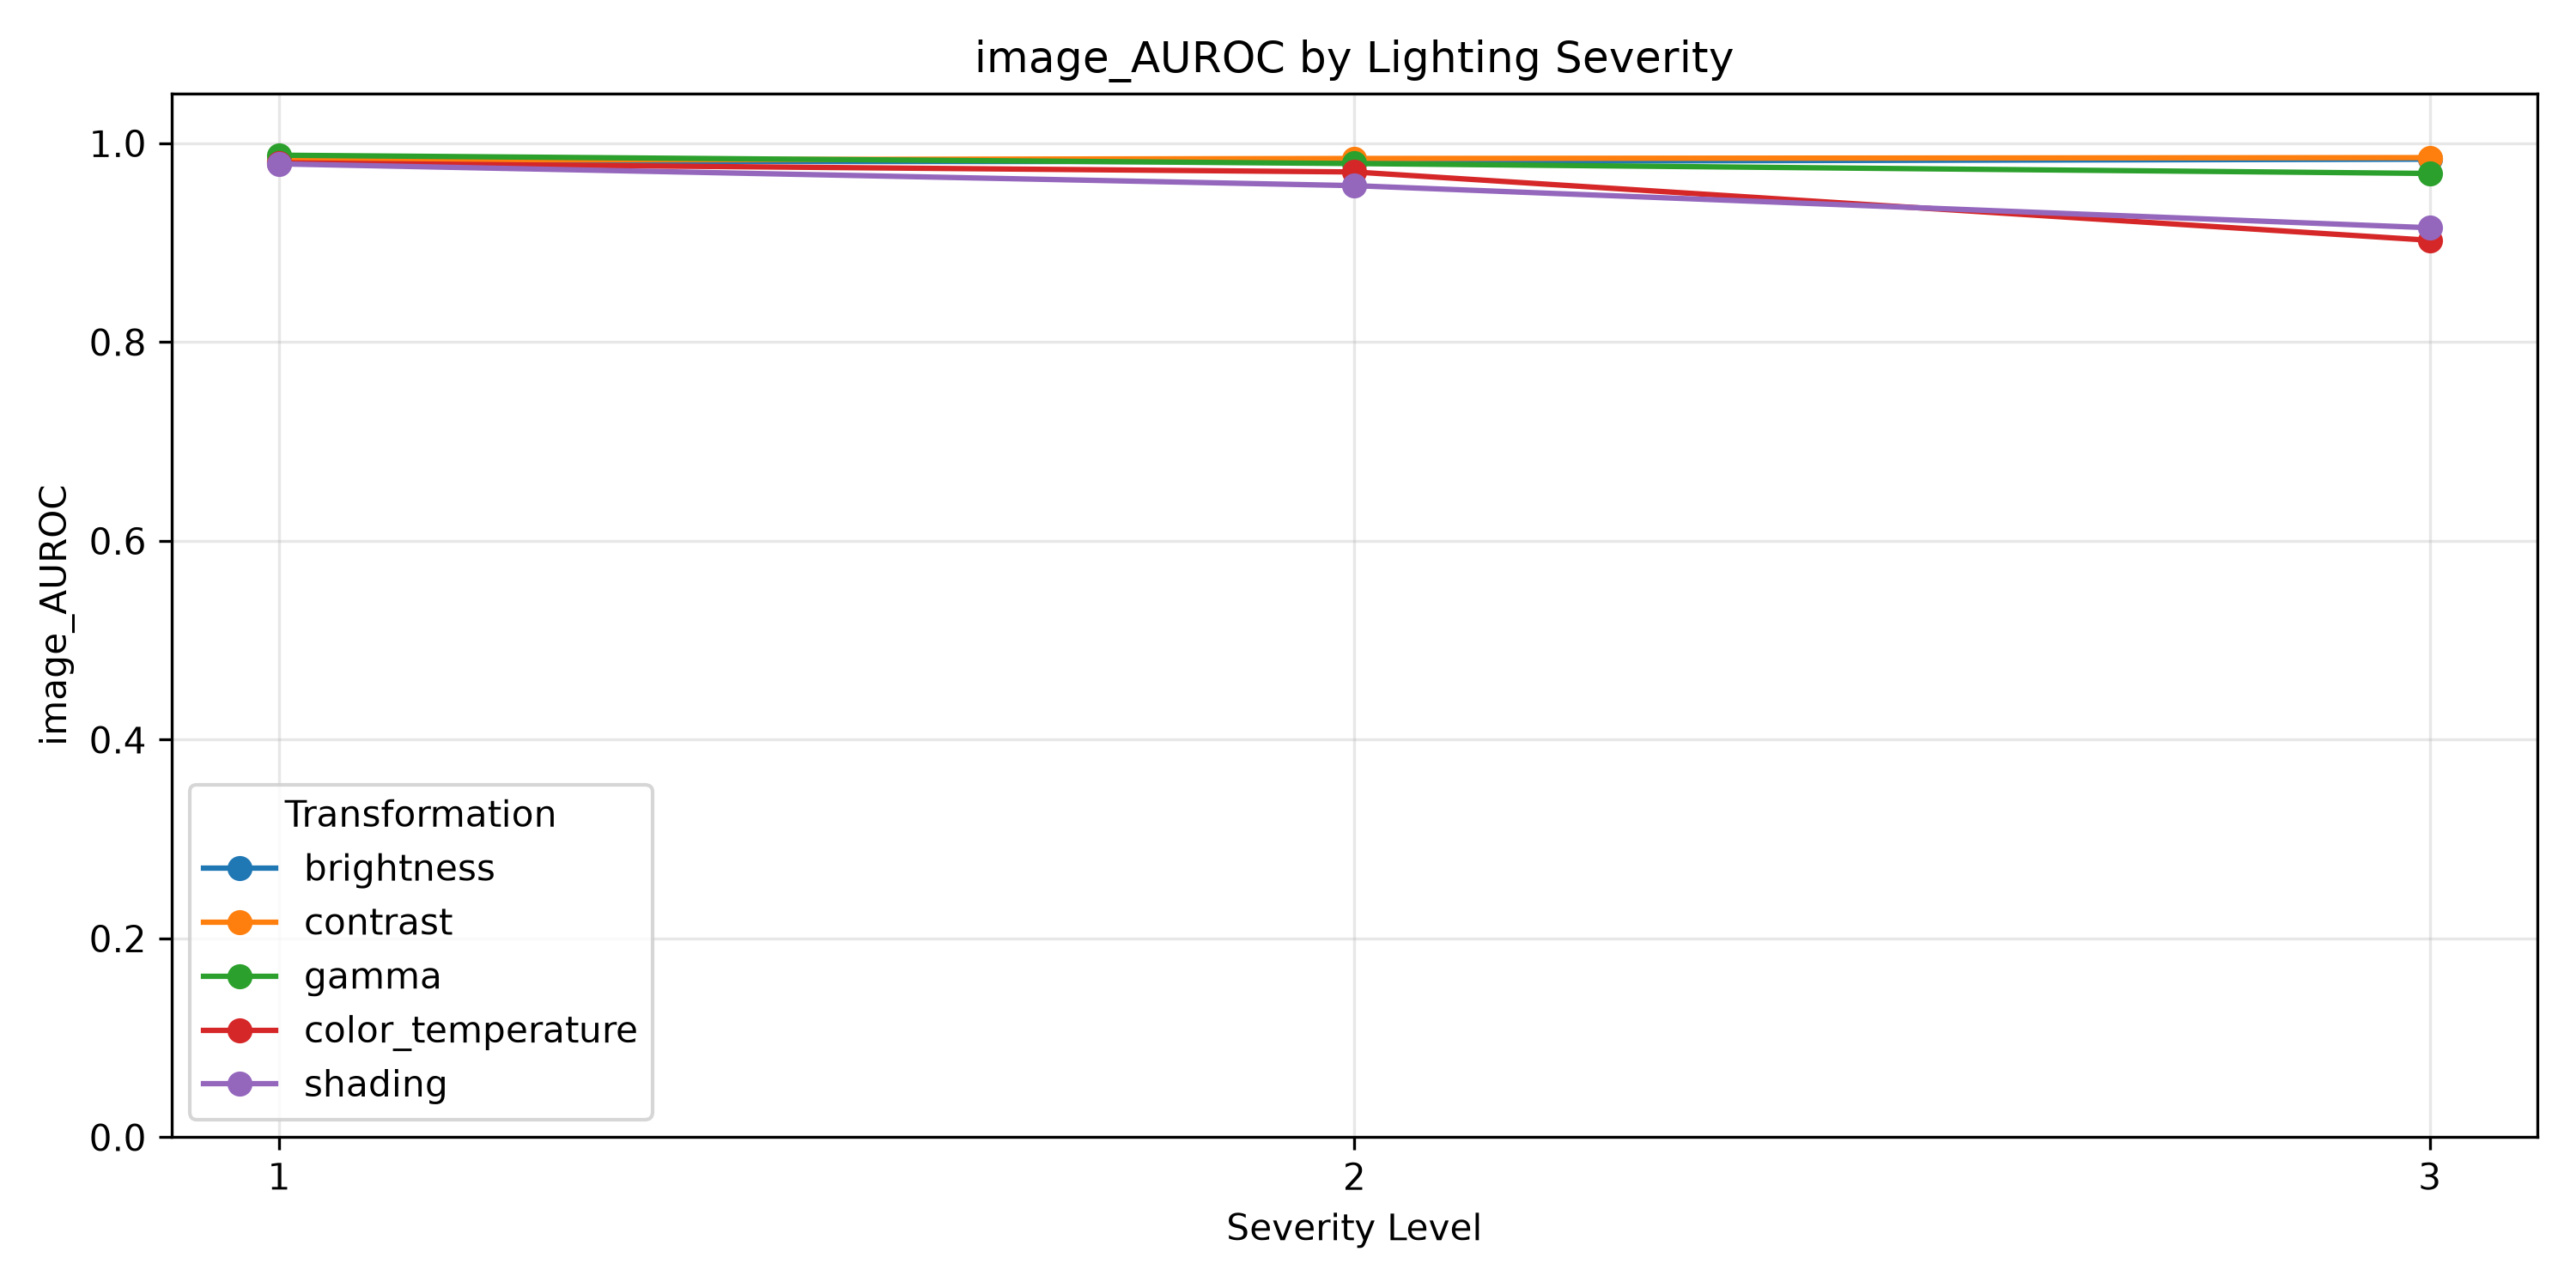 image_AUROC by Lighting Severity
image_AUROC
1.0
0.8
0.6
0.4
0.2
0.0
Transformation
brightness
contrast
gamma
color_temperature
shading
1 2 3
Severity Level